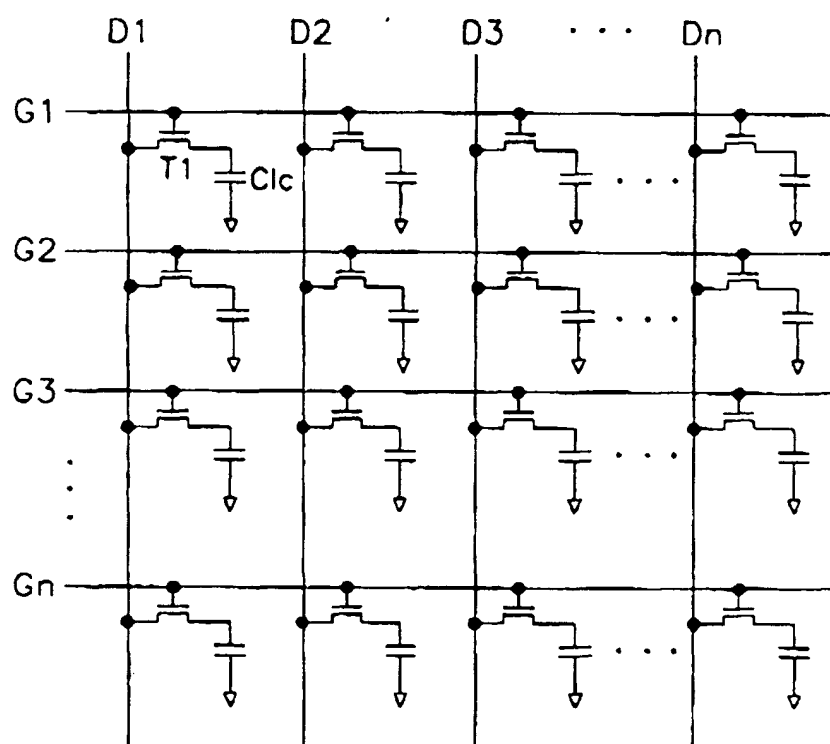 D1 D2 D3 . . . Dn
G1
T1 Clc . . .
G2
. . .
G3
. . .
. . .
Gn
. . .